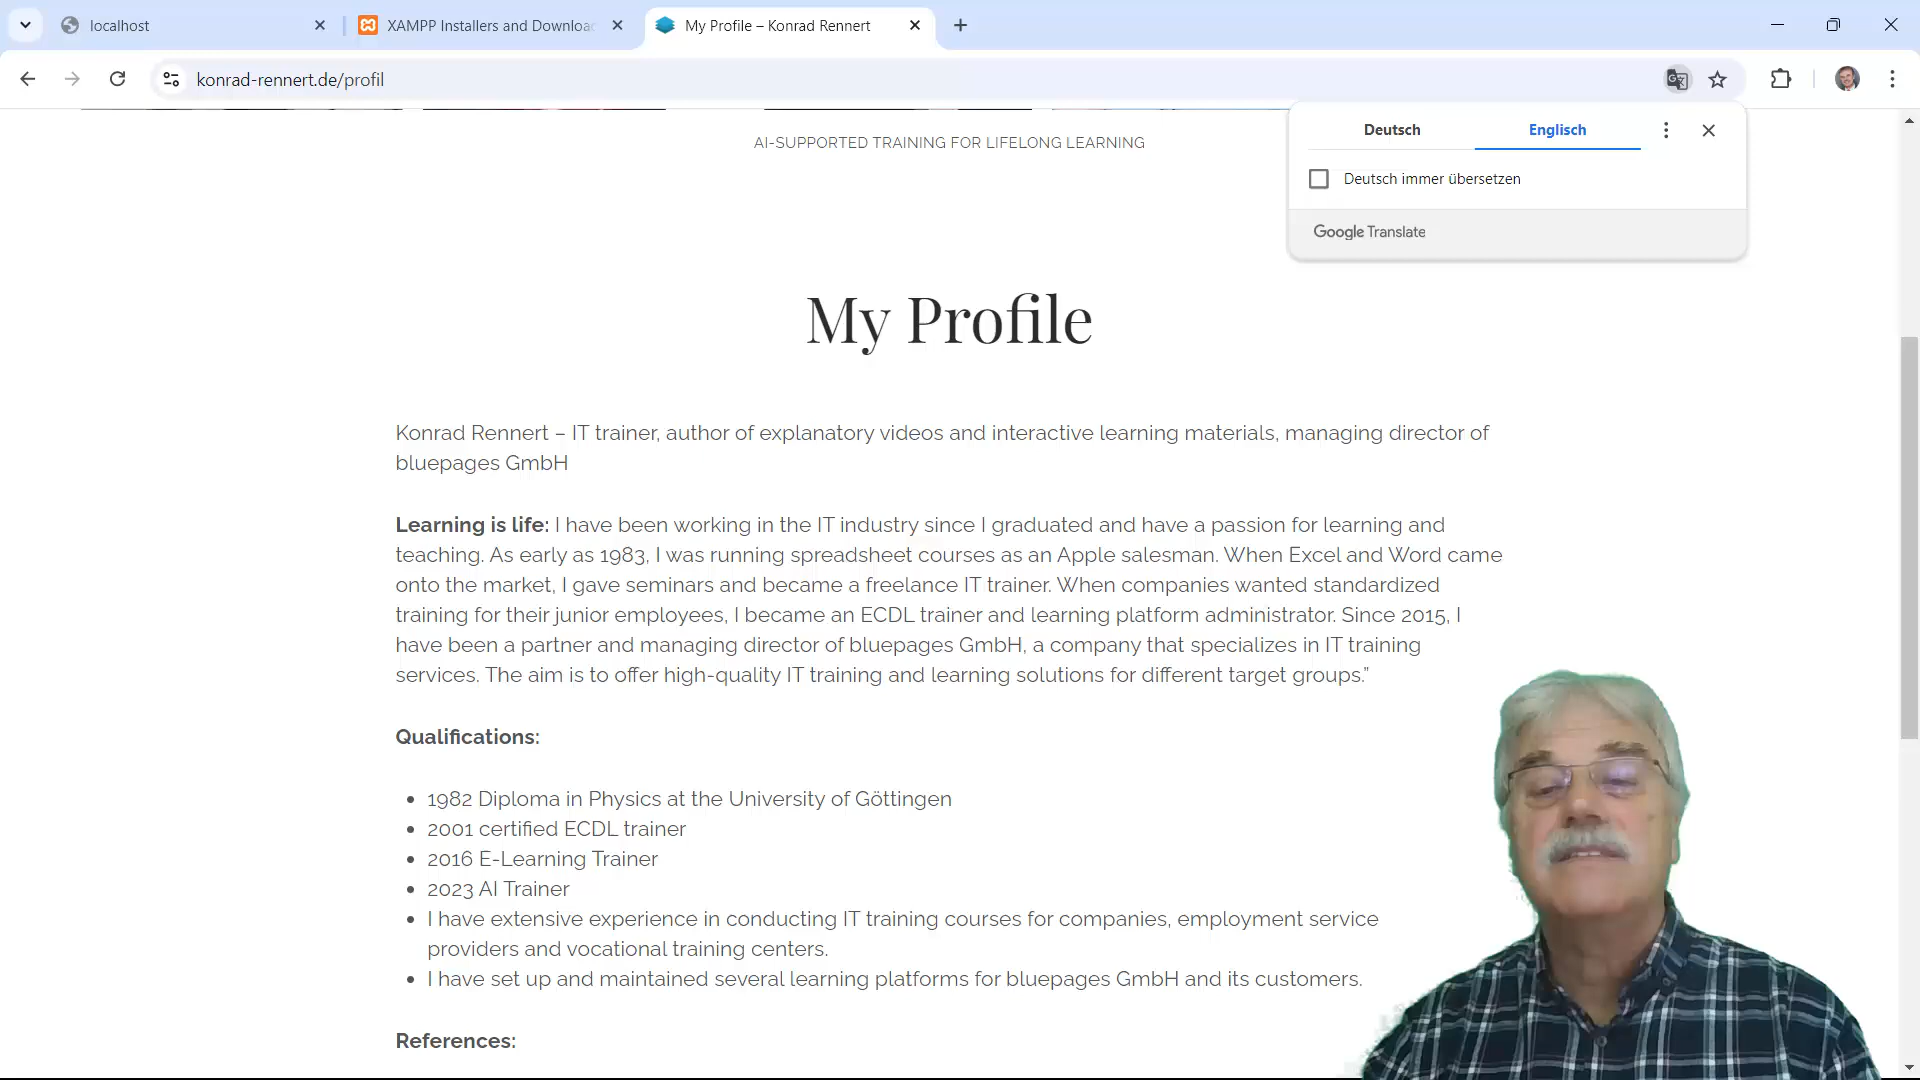 localhost
XAMPP Installers and Downloa
My Profile – Konrad Rennert
konrad-rennert.de/profil
Deutsch
Englisch
Deutsch immer übersetzen
Google Translate
AI-SUPPORTED TRAINING FOR LIFELONG LEARNING
My Profile
Konrad Rennert – IT trainer, author of explanatory videos and interactive learning materials, managing director of
bluepages GmbH
Learning is life: I have been working in the IT industry since I graduated and have a passion for learning and
teaching. As early as 1983, I was running spreadsheet courses as an Apple salesman. When Excel and Word came
onto the market, I gave seminars and became a freelance IT trainer. When companies wanted standardized
training for their junior employees, I became an ECDL trainer and learning platform administrator. Since 2015, I
have been a partner and managing director of bluepages GmbH, a company that specializes in IT training
services. The aim is to offer high-quality IT training and learning solutions for different target groups.”
Qualifications:
• 1982 Diploma in Physics at the University of Göttingen
• 2001 certified ECDL trainer
• 2016 E-Learning Trainer
• 2023 AI Trainer
• I have extensive experience in conducting IT training courses for companies, employment service
providers and vocational training centers.
• I have set up and maintained several learning platforms for bluepages GmbH and its customers.
References: